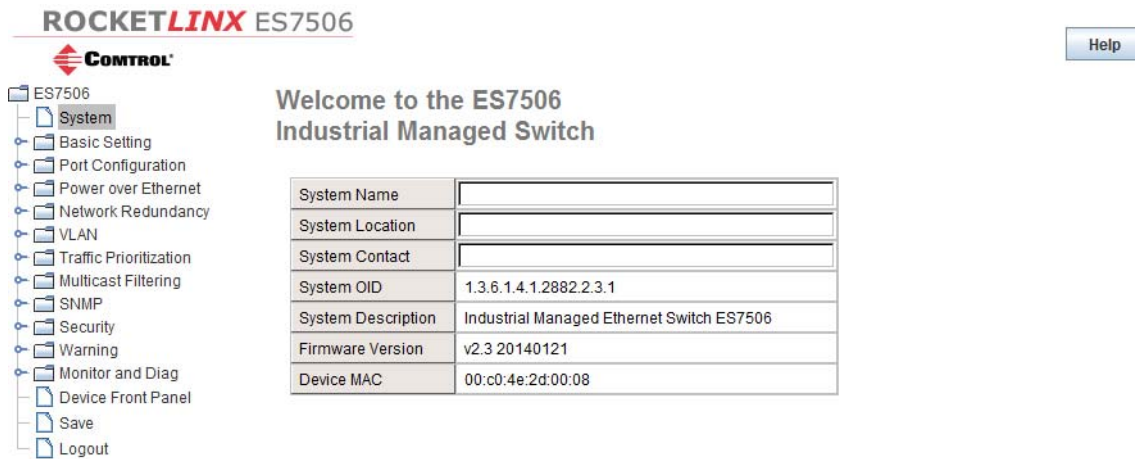 ROCKETLINX ES7506
COMTROL
Help
ES7506
System
Basic Setting
Port Configuration
Power over Ethernet
Network Redundancy
VLAN
Traffic Prioritization
Multicast Filtering
SNMP
Security
Warning
Monitor and Diag
Device Front Panel
Save
Logout
Welcome to the ES7506
Industrial Managed Switch
System Name
System Location
System Contact
System OID 1.3.6.1.4.1.2882.2.3.1
System Description Industrial Managed Ethernet Switch ES7506
Firmware Version v2.3 20140121
Device MAC 00:c0:4e:2d:00:08